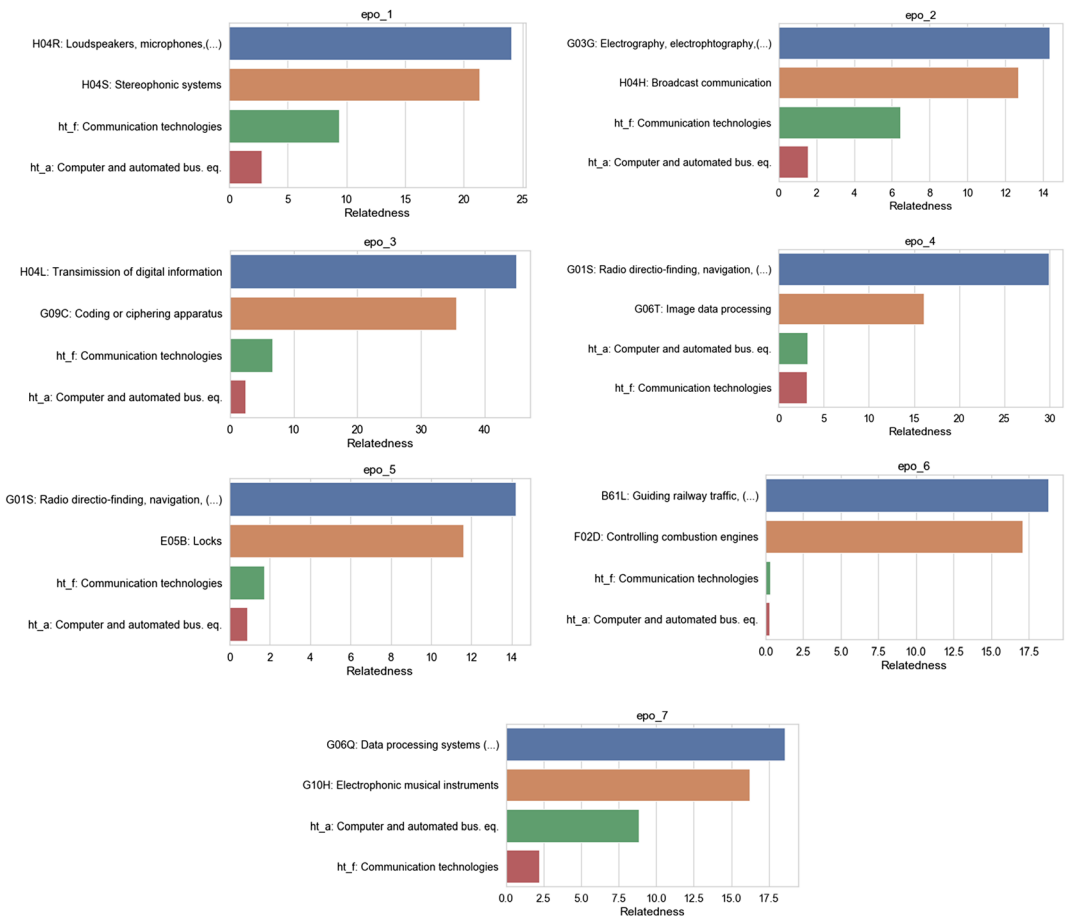 epo_1
H04R: Loudspeakers, microphones,(...)
H04S: Stereophonic systems
ht_f: Communication technologies
ht_a: Computer and automated bus. eq.
0 5 10 15 20 25
Relatedness
epo_2
G03G: Electrography, electrophtography,(...)
H04H: Broadcast communication
ht_f: Communication technologies
ht_a: Computer and automated bus. eq.
0 2 4 6 8 10 12 14
Relatedness
epo_3
H04L: Transimission of digital information
G09C: Coding or ciphering apparatus
ht_f: Communication technologies
ht_a: Computer and automated bus. eq.
0 10 20 30 40
Relatedness
epo_4
G01S: Radio directio-finding, navigation, (...)
G06T: Image data processing
ht_a: Computer and automated bus. eq.
ht_f: Communication technologies
0 5 10 15 20 25 30
Relatedness
epo_5
G01S: Radio directio-finding, navigation, (...)
E05B: Locks
ht_f: Communication technologies
ht_a: Computer and automated bus. eq.
0 2 4 6 8 10 12 14
Relatedness
epo_6
B61L: Guiding railway traffic, (...)
F02D: Controlling combustion engines
ht_f: Communication technologies
ht_a: Computer and automated bus. eq.
0.0 2.5 5.0 7.5 10.0 12.5 15.0 17.5
Relatedness
epo_7
G06Q: Data processing systems (...)
G10H: Electrophonic musical instruments
ht_a: Computer and automated bus. eq.
ht_f: Communication technologies
0.0 2.5 5.0 7.5 10.0 12.5 15.0 17.5
Relatedness